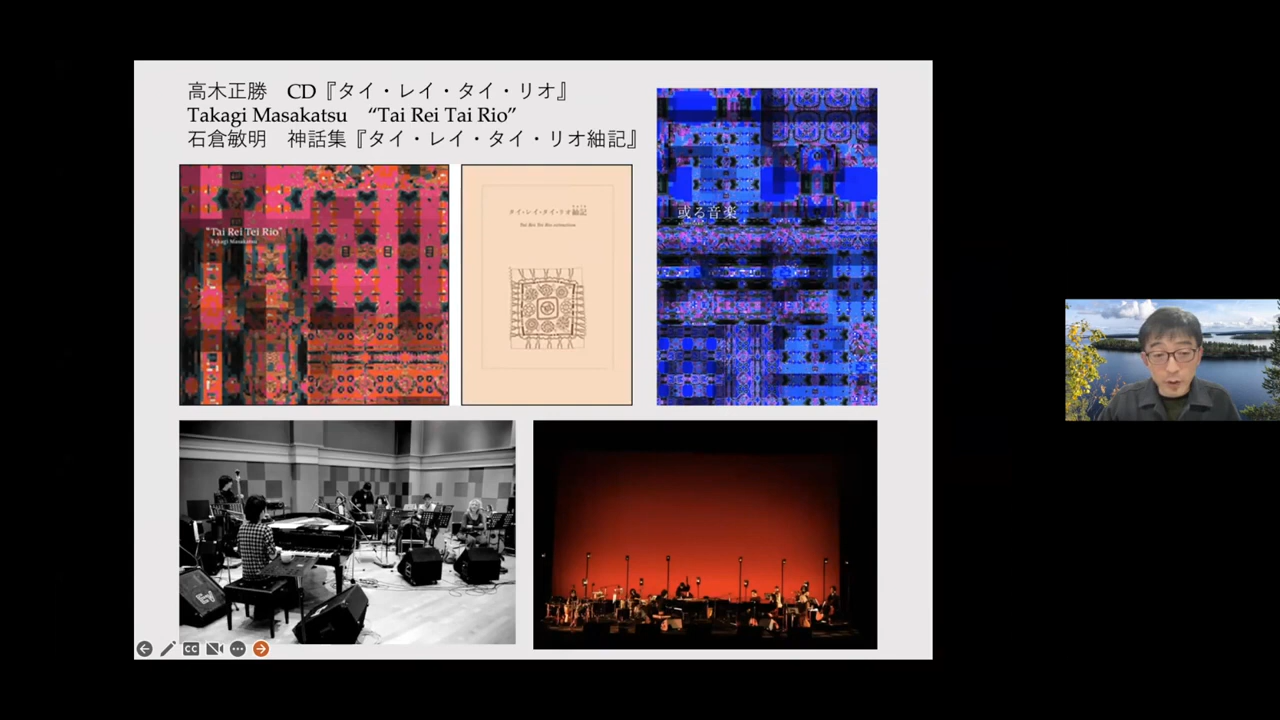 高木正勝　CD『タイ・レイ・タイ・リオ』
Takagi Masakatsu　“Tai Rei Tai Rio”
石倉敏明　神話集『タイ・レイ・タイ・リオ紬記』
“Tai Rei Tei Rio”
Takagi Masakatsu
タイ・レイ・タイ・リオ紬記
或る音楽
CC